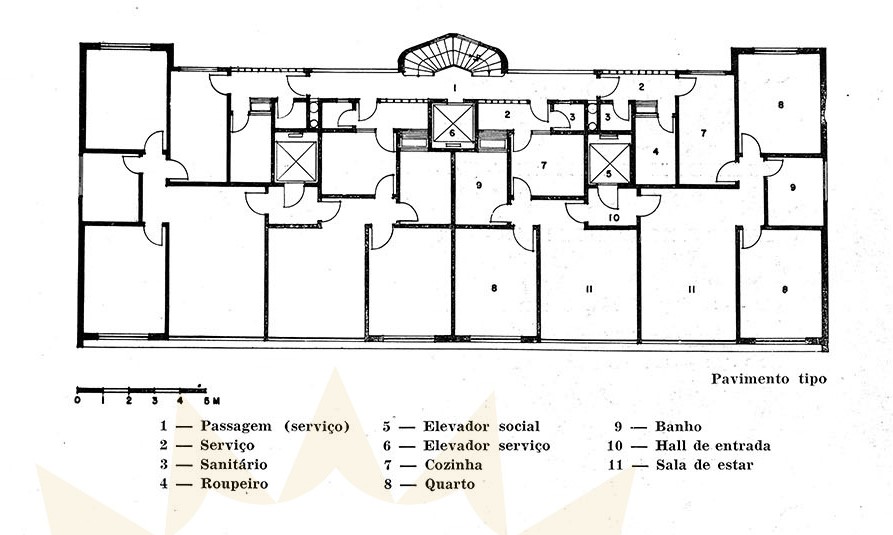 1
2
8
6
2
3
3
7
4
7
5
9
9
10
8
11
11
8
Pavimento tipo
0 1 2 3 4 5 M
1 — Passagem (serviço)
2 — Serviço
3 — Sanitário
4 — Roupeiro
5 — Elevador social
6 — Elevador serviço
7 — Cozinha
8 — Quarto
9 — Banho
10 — Hall de entrada
11 — Sala de estar